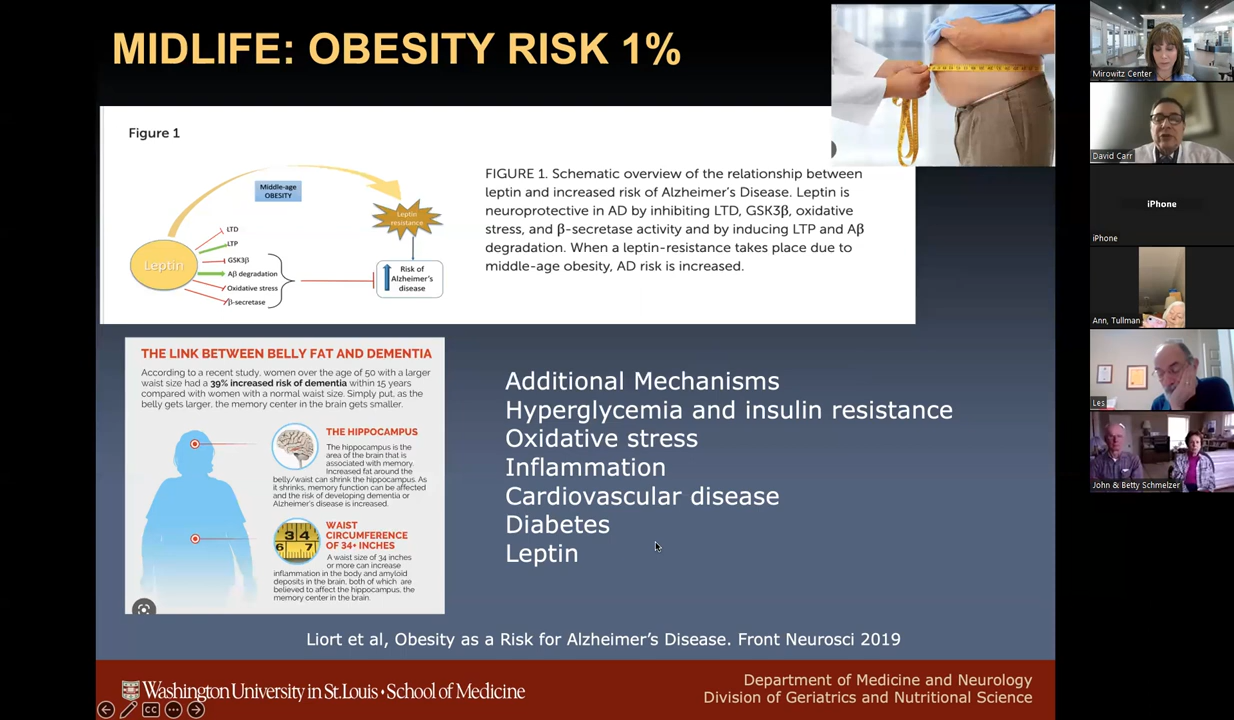 MIDLIFE: OBESITY RISK 1%
Figure 1
Middle-age
OBESITY
Leptin
resistance
Leptin
LTD
LTP
GSK3β
Aβ degradation
Oxidative stress
β-secretase
Risk of
Alzheimer's
disease
FIGURE 1. Schematic overview of the relationship between
leptin and increased risk of Alzheimer's Disease. Leptin is
neuroprotective in AD by inhibiting LTD, GSK3β, oxidative
stress, and β-secretase activity and by inducing LTP and Aβ
degradation. When a leptin-resistance takes place due to
middle-age obesity, AD risk is increased.
THE LINK BETWEEN BELLY FAT AND DEMENTIA
According to a recent study, women over the age of 50 with a larger
waist size had a 39% increased risk of dementia within 15 years
compared with women with a normal waist size. Simply put, as the
belly gets larger, the memory center in the brain gets smaller.
THE HIPPOCAMPUS
The hippocampus is the
area of the brain that is
associated with memory.
Increased fat around the
belly/waist can shrink the hippocampus. As
it shrinks, memory function can be affected
and the risk of developing dementia or
Alzheimer's disease is increased.
3 4
6 7
WAIST
CIRCUMFERENCE
OF 34+ INCHES
A waist size of 34 inches
or more can increase
inflammation in the body and amyloid
deposits in the brain, both of which are
believed to affect the hippocampus, the
memory center in the brain.
Additional Mechanisms
Hyperglycemia and insulin resistance
Oxidative stress
Inflammation
Cardiovascular disease
Diabetes
Leptin
Liort et al, Obesity as a Risk for Alzheimer's Disease. Front Neurosci 2019
Washington University in St. Louis • School of Medicine
Department of Medicine and Neurology
Division of Geriatrics and Nutritional Science
CC
Mirowitz Center
David Carr
iPhone
iPhone
Ann, Tullman
Les
John & Betty Schmelzer